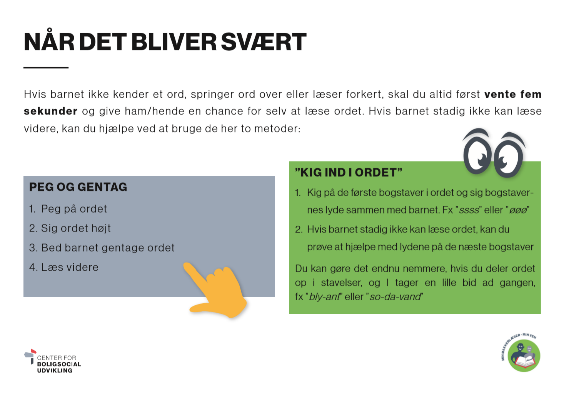 NÅR DET BLIVER SVÆRT
Hvis barnet ikke kender et ord, springer ord over eller læser forkert, skal du altid først vente fem
sekunder og give ham/hende en chance for selv at læse ordet. Hvis barnet stadig ikke kan læse
videre, kan du hjælpe ved at bruge de her to metoder:
PEG OG GENTAG
1. Peg på ordet
2. Sig ordet højt
3. Bed barnet gentage ordet
4. Læs videre
"KIG IND I ORDET"
1. Kig på de første bogstaver i ordet og sig bogstaver-
nes lyde sammen med barnet. Fx "ssss" eller "øøø"
2. Hvis barnet stadig ikke kan læse ordet, kan du
prøve at hjælpe med lydene på de næste bogstaver
Du kan gøre det endnu nemmere, hvis du deler ordet
op i stavelser, og I tager en lille bid ad gangen,
fx "bly-ant" eller "so-da-vand"
CENTER FOR
BOLIGSOCIAL
UDVIKLING